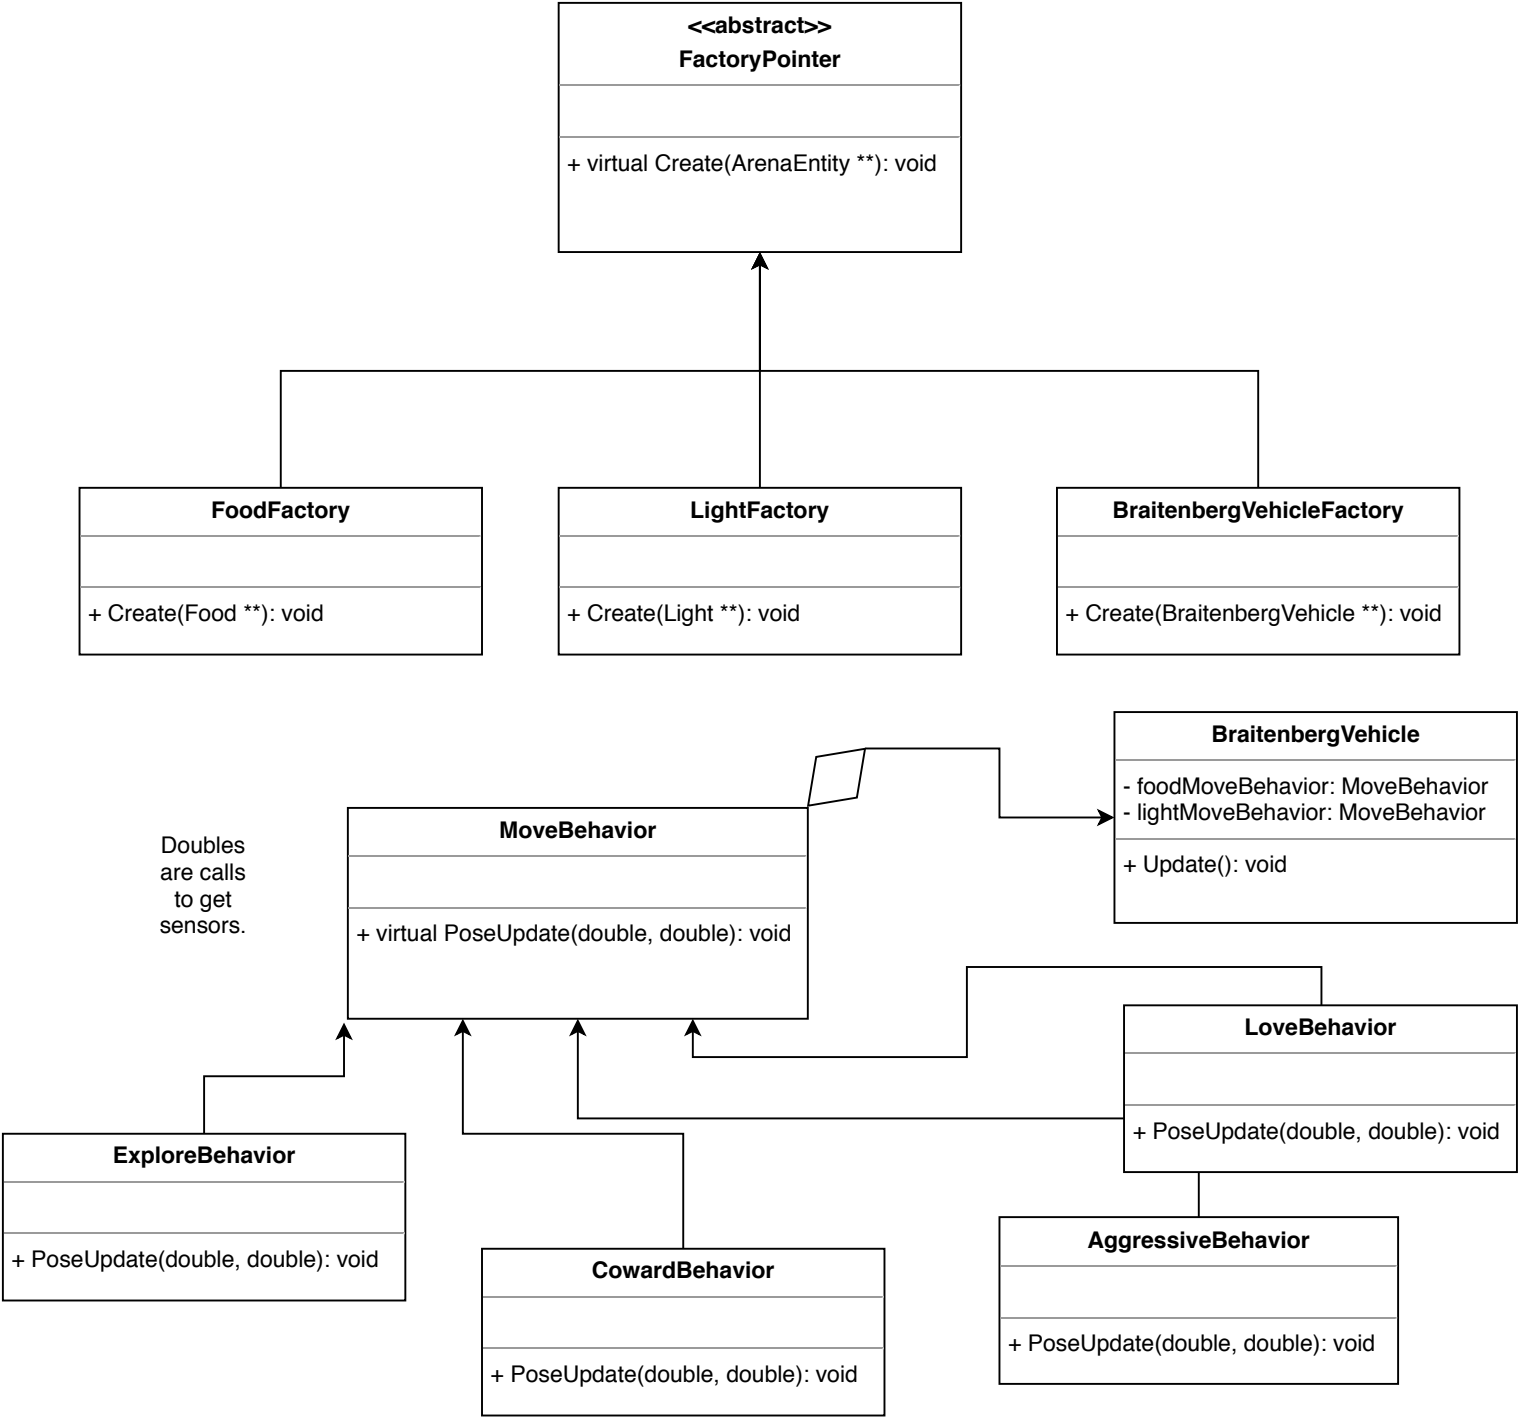 <<abstract>>
FactoryPointer
+ virtual Create(ArenaEntity **): void
FoodFactory
+ Create(Food **): void
LightFactory
+ Create(Light **): void
BraitenbergVehicleFactory
+ Create(BraitenbergVehicle **): void
BraitenbergVehicle
- foodMoveBehavior: MoveBehavior
- lightMoveBehavior: MoveBehavior
+ Update(): void
Doubles
are calls
to get
sensors.
MoveBehavior
+ virtual PoseUpdate(double, double): void
LoveBehavior
+ PoseUpdate(double, double): void
ExploreBehavior
+ PoseUpdate(double, double): void
CowardBehavior
+ PoseUpdate(double, double): void
AggressiveBehavior
+ PoseUpdate(double, double): void